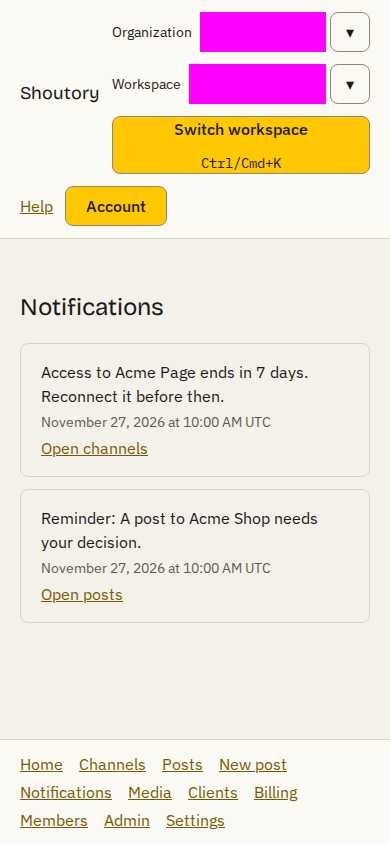 Shoutory
Organization ▼
Workspace ▼
Switch workspace
Ctrl/Cmd+K
Help Account
Notifications
Access to Acme Page ends in 7 days.
Reconnect it before then.
November 27, 2026 at 10:00 AM UTC
Open channels
Reminder: A post to Acme Shop needs
your decision.
November 27, 2026 at 10:00 AM UTC
Open posts
Home Channels Posts New post
Notifications Media Clients Billing
Members Admin Settings